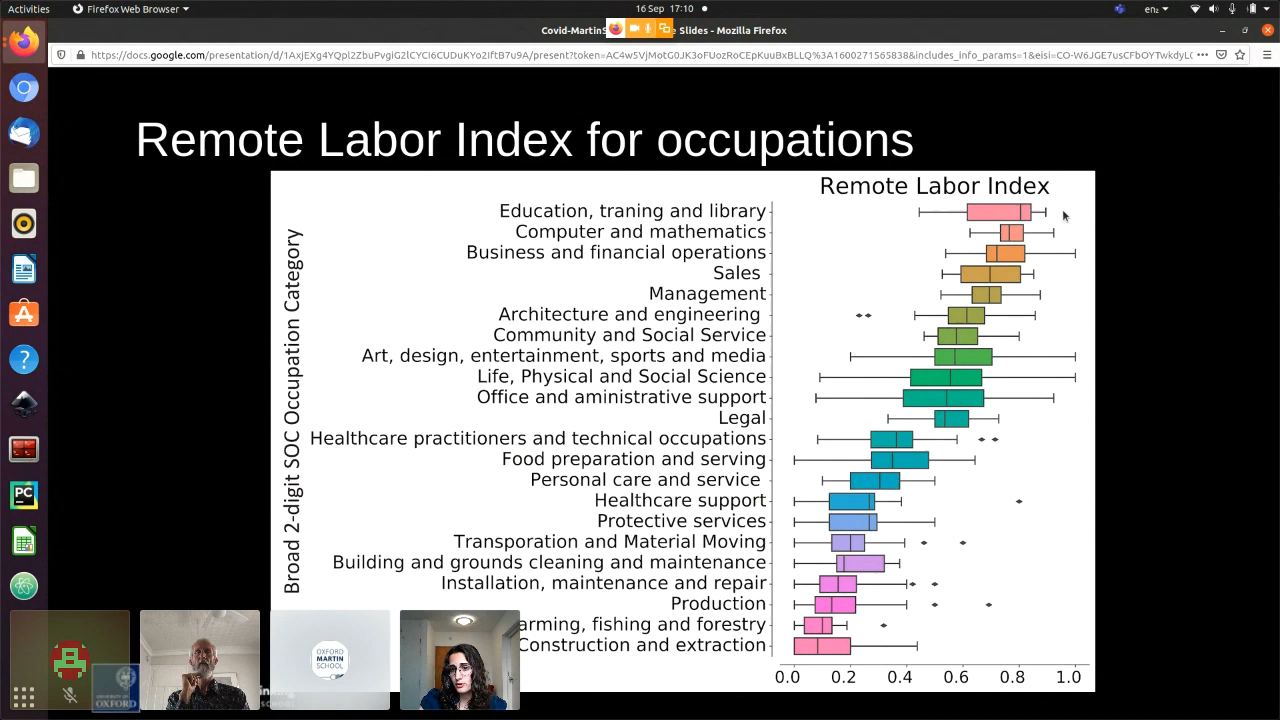 Activities
Firefox Web Browser
16 Sep 17:10
en₂
Covid-Martin
e Slides - Mozilla Firefox
https://docs.google.com/presentation/d/1AxjEXg4YQpl2ZbuPvgiG2lCYCi6CUDuKYo2IftB7u9A/present?token=AC4w5VjMotG0JK3oFUozRoCEpKuuBxBLLQ%3A1600271565838&includes_info_params=1&eisi=CO-W6JGE7usCFbOYTwkdyL
Remote Labor Index for occupations
Remote Labor Index
Broad 2-digit SOC Occupation Category
Education, traning and library
Computer and mathematics
Business and financial operations
Sales
Management
Architecture and engineering
Community and Social Service
Art, design, entertainment, sports and media
Life, Physical and Social Science
Office and aministrative support
Legal
Healthcare practitioners and technical occupations
Food preparation and serving
Personal care and service
Healthcare support
Protective services
Transporation and Material Moving
Building and grounds cleaning and maintenance
Installation, maintenance and repair
Production
arming, fishing and forestry
Construction and extraction
0.0 0.2 0.4 0.6 0.8 1.0
PC
OXFORD
MARTIN
SCHOOL
UNIVERSITY OF
OXFORD